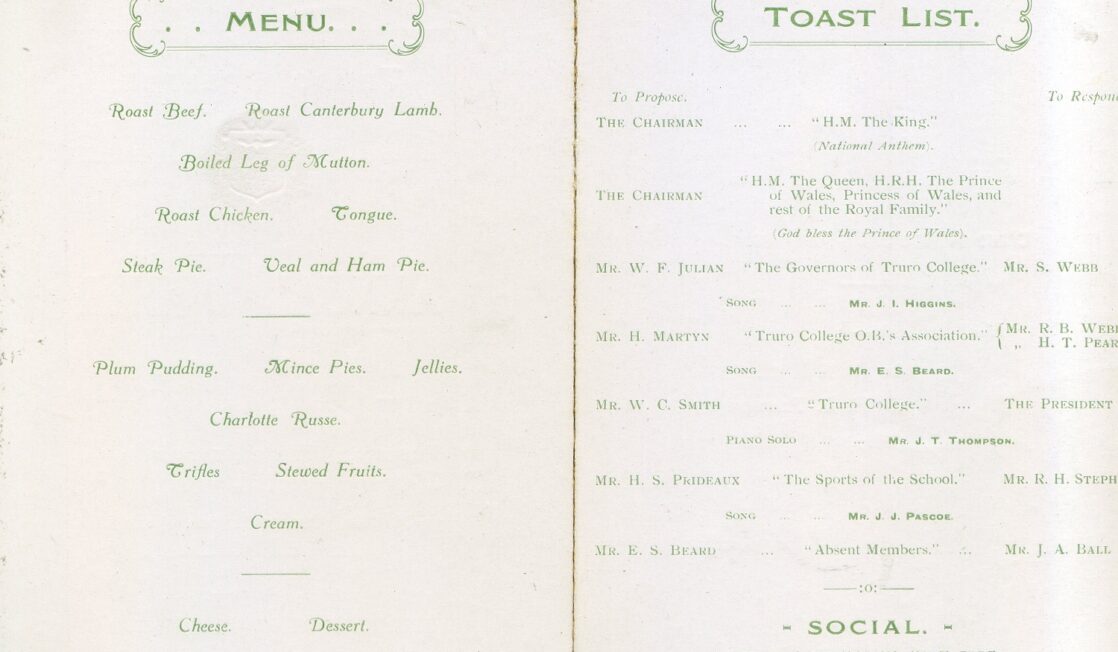 . . MENU. . .
Roast Beef. Roast Canterbury Lamb.
Boiled Leg of Mutton.
Roast Chicken. Tongue.
Steak Pie. Veal and Ham Pie.
Plum Pudding. Mince Pies. Jellies.
Charlotte Russe.
Trifles Stewed Fruits.
Cream.
Cheese. Dessert.
TOAST LIST.
To Propose. To
THE CHAIRMAN ... ... "H.M. The King."
(National Anthem).
"H.M. The Queen, H.R.H. The Prince
THE CHAIRMAN of Wales, Princess of Wales, and
rest of the Royal Family."
(God bless the Prince of Wales).
MR. W. F. JULIAN "The Governors of Truro College." MR. S. WEBB
SONG ... ... MR. J. I. HIGGINS.
MR. H. MARTYN "Truro College O.B.'s Association." { MR. R. B.
„ H. T.
SONG ... ... MR. E. S. BEARD.
MR. W. C. SMITH ... "Truro College." ... THE PRESIDENT
PIANO SOLO ... ... MR. J. T. THOMPSON.
MR. H. S. PRIDEAUX "The Sports of the School." MR. R. H.
SONG ... ... MR. J. J. PASCOE.
MR. E. S. BEARD ... "Absent Members." ... MR. J. A. BALL
:o:
- SOCIAL. -